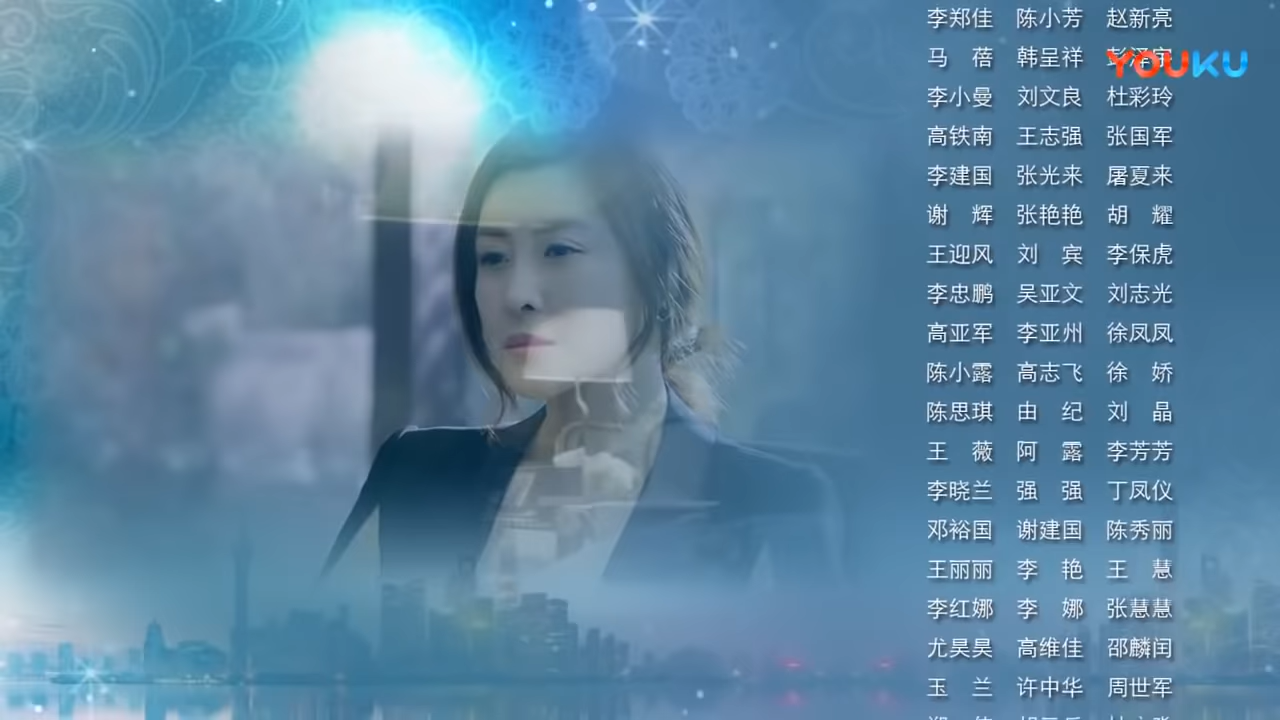 李郑佳 陈小芳 赵新亮
YOUKU
马 蓓 韩呈祥
李小曼 刘文良 杜彩玲
高铁南 王志强 张国军
李建国 张光来 屠夏来
谢 辉 张艳艳 胡 耀
王迎风 刘 宾 李保虎
李忠鹏 吴亚文 刘志光
高亚军 李亚州 徐凤凤
陈小露 高志飞 徐 娇
陈思琪 由 纪 刘 晶
王 薇 阿 露 李芳芳
李晓兰 强 强 丁凤仪
邓裕国 谢建国 陈秀丽
王丽丽 李 艳 王 慧
李红娜 李 娜 张慧慧
尤昊昊 高维佳 邵麟闰
玉 兰 许中华 周世军